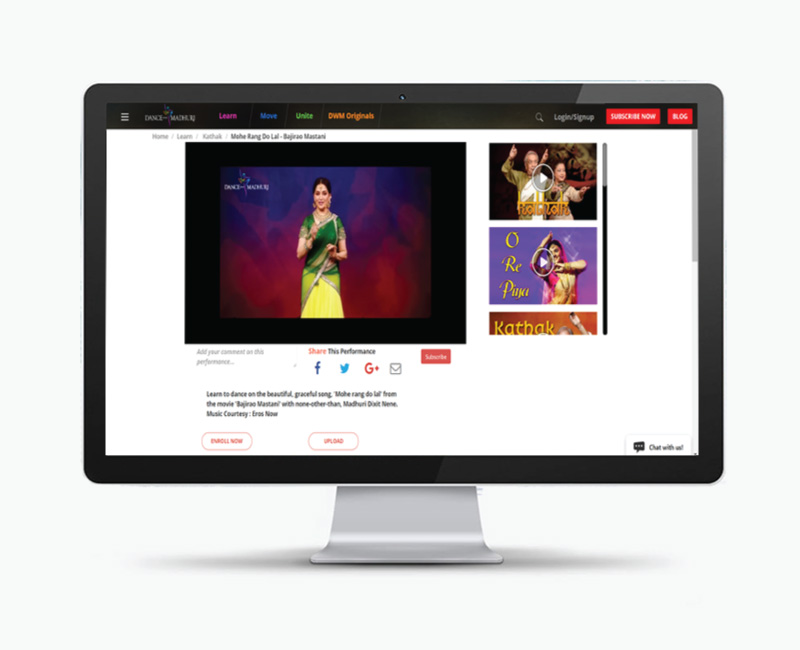 DANCE WITH MADHURI
Learn
Move
Unite
DWM Originals
Login/Signup
SUBSCRIBE NOW
BLOG
Home / Learn / Kathak / Mohe Rang Do Lal - Bajirao Mastani
DANCE WITH MADHURI
O
'Re
'Piya
Kathak
Add your comment on this
performance...
Share This Performance
Subscribe
f
G+
Learn to dance on the beautiful, graceful song, 'Mohe rang do lal' from
the movie 'Bajirao Mastani' with none-other-than, Madhuri Dixit Nene.
Music Courtesy : Eros Now
ENROLL NOW
UPLOAD
Chat with us!